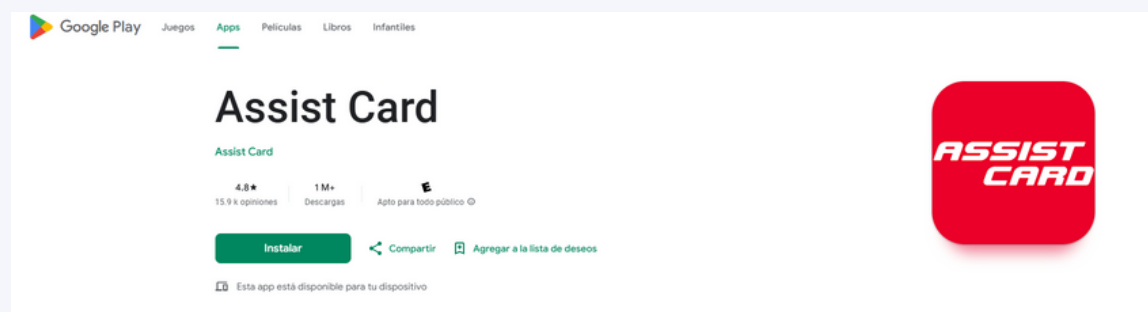 Google Play Juegos Apps Películas Libros Infantiles
Assist Card
Assist Card
4.8★ 1 M+ E
15.9 k opiniones Descargas Apto para todo público
Instalar Compartir Agregar a la lista de deseos
Esta app está disponible para tu dispositivo
ASSIST
CARD